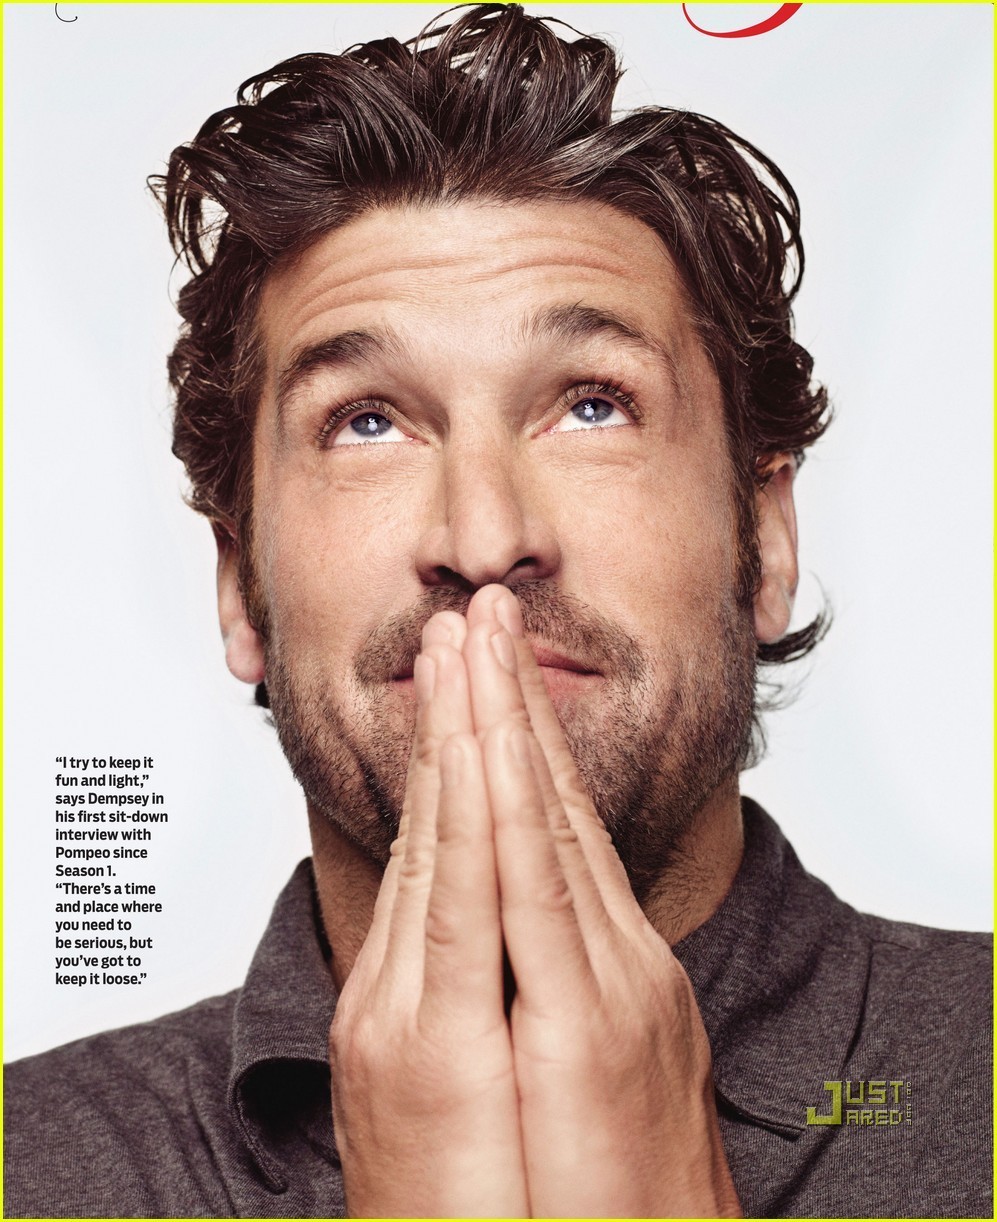 “I try to keep it
fun and light,”
says Dempsey in
his first sit-down
interview with
Pompeo since
Season 1.
“There’s a time
and place where
you need to
be serious, but
you’ve got to
keep it loose.”
JUST
JARED